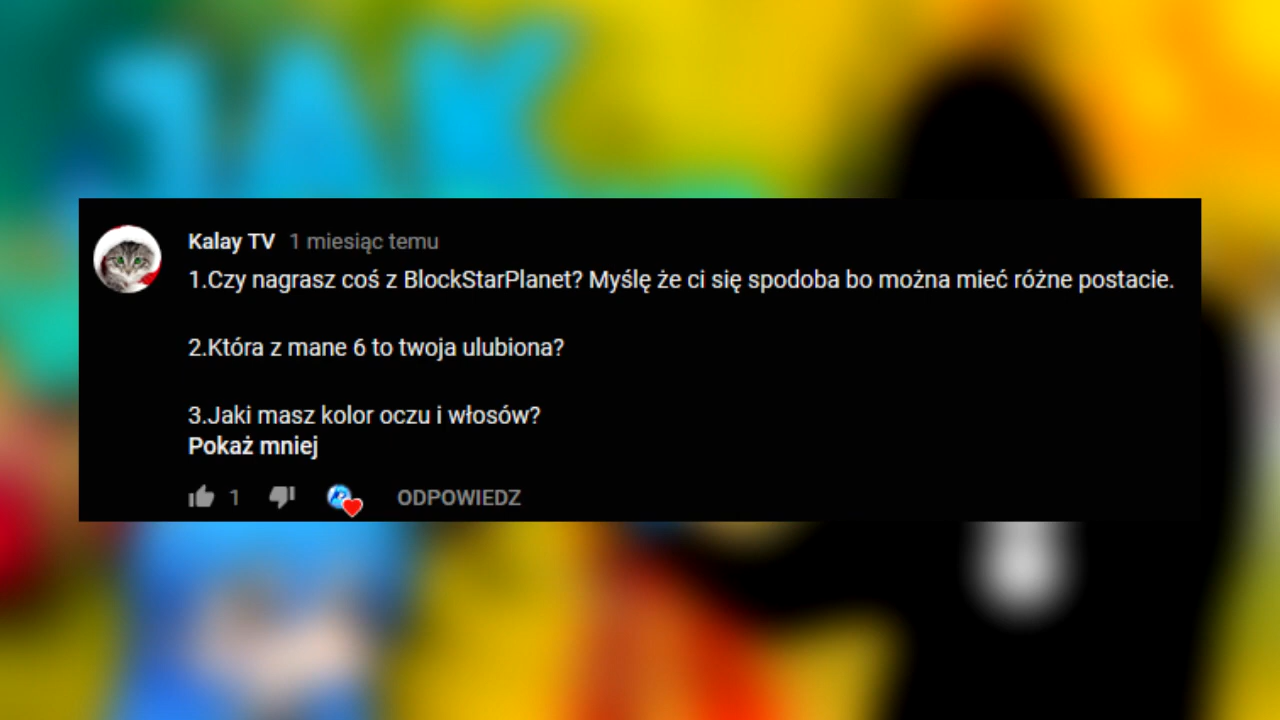 JAK
Kalay TV 1 miesiąc temu
1.Czy nagrasz coś z BlockStarPlanet? Myślę że ci się spodoba bo można mieć różne postacie.
2.Która z mane 6 to twoja ulubiona?
3.Jaki masz kolor oczu i włosów?
Pokaż mniej
1 ODPOWIEDZ